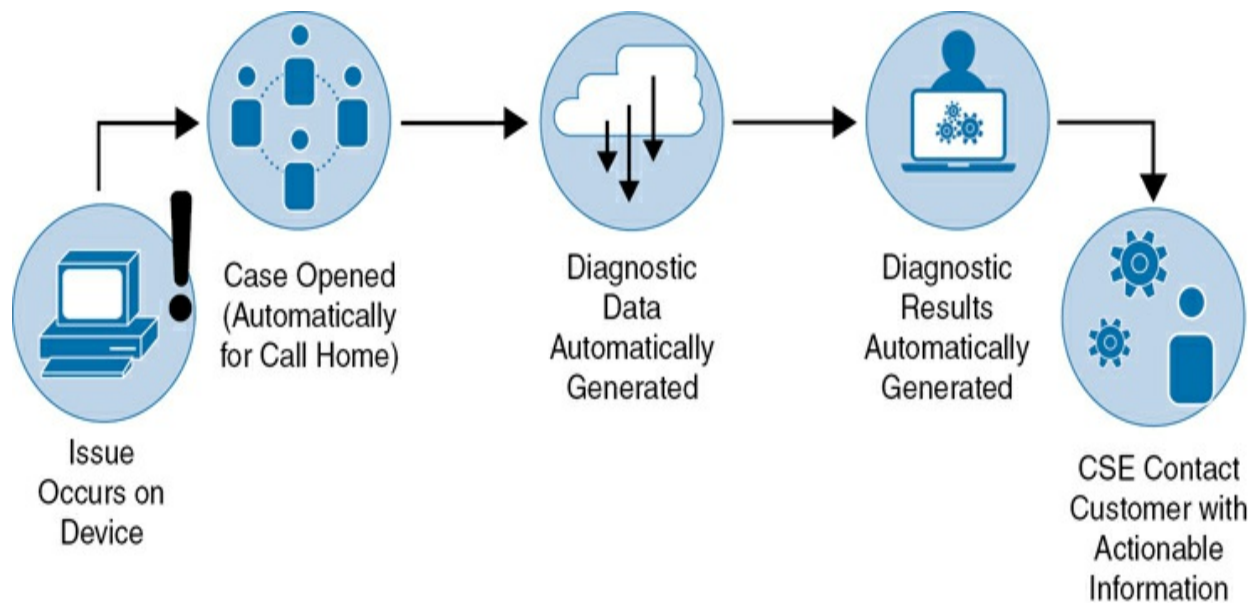 Issue
Occurs on
Device
Case Opened
(Automatically
for Call Home)
Diagnostic
Data
Automatically
Generated
Diagnostic
Results
Automatically
Generated
CSE Contact
Customer with
Actionable
Information